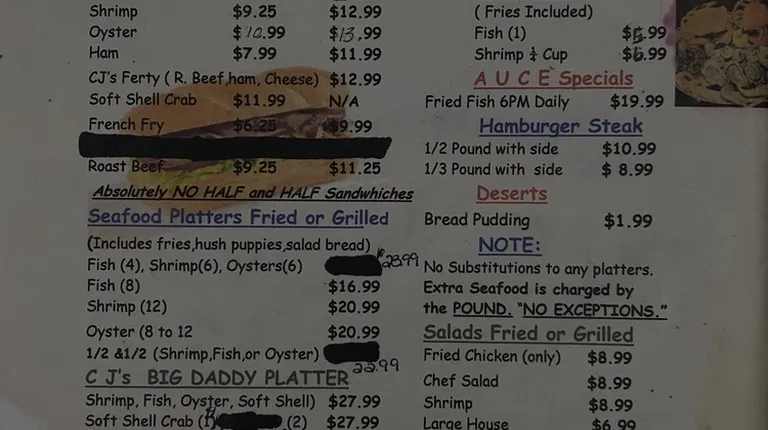 Shrimp $9.25 $12.99
Oyster $10.99 $13.99
Ham $7.99 $11.99
CJ's Ferty ( R. Beef,ham, Cheese) $12.99
Soft Shell Crab $11.99 N/A
French Fry $6.25 $9.99
Roast Beef $9.25 $11.25
Absolutely NO HALF and HALF Sandwhiches
Seafood Platters Fried or Grilled
(Includes fries,hush puppies,salad bread)
Fish (4), Shrimp(6), Oysters(6) $23.99
Fish (8) $16.99
Shrimp (12) $20.99
Oyster (8 to 12 $20.99
1/2 &1/2 (Shrimp,Fish,or Oyster)
22.99
C J's BIG DADDY PLATTER
Shrimp, Fish, Oyster, Soft Shell) $27.99
Soft Shell Crab (1) (2) $27.99
( Fries Included)
Fish (1) .99
Shrimp ½ Cup .99
A U C E Specials
Fried Fish 6PM Daily $19.99
Hamburger Steak
1/2 Pound with side $10.99
1/3 Pound with side $ 8.99
Deserts
Bread Pudding $1.99
NOTE:
No Substitutions to any platters.
Extra Seafood is charged by
the POUND. "NO EXCEPTIONS."
Salads Fried or Grilled
Fried Chicken (only) $8.99
Chef Salad $8.99
Shrimp $8.99
Large House $6.99